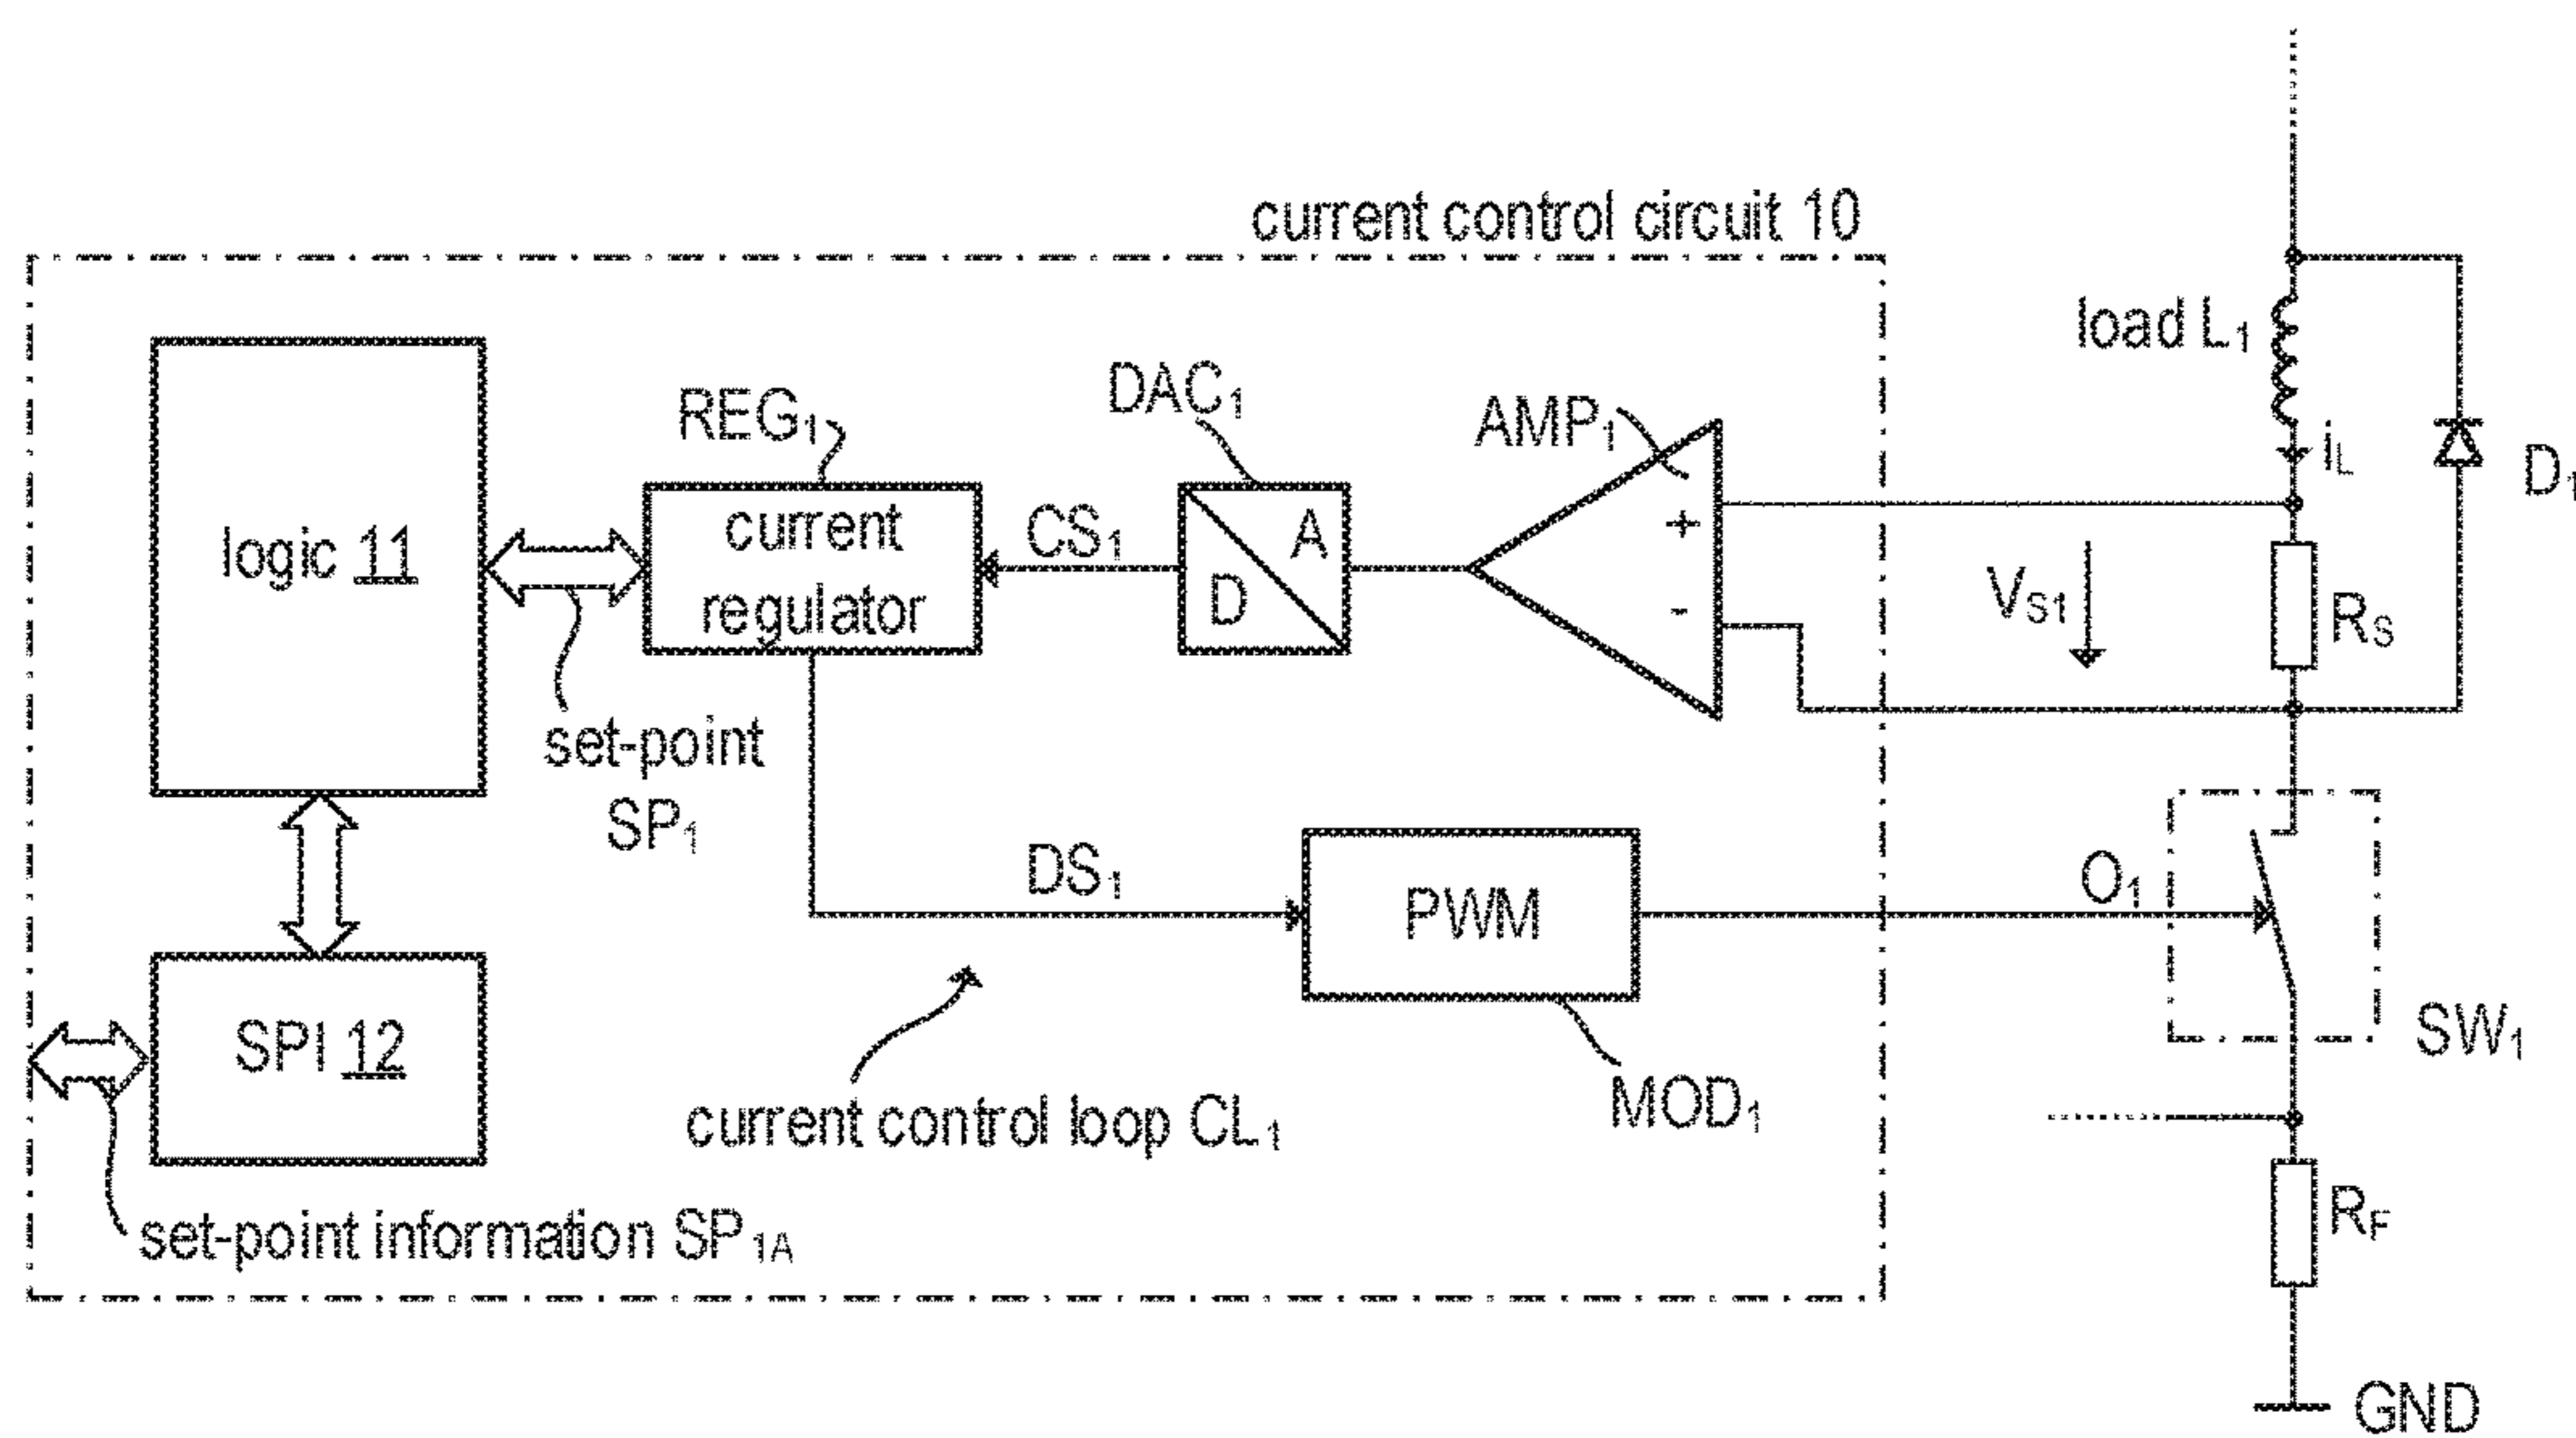 current control circuit 10
load L1
REG1
DAC1
AMP1
iL
D1
logic 11
current
regulator
CS1
A
D
+
-
VS1
RS
set-point
SP1
DS1
PWM
O1
SPI 12
SW1
MOD1
current control loop CL1
set-point information SP1A
RF
GND